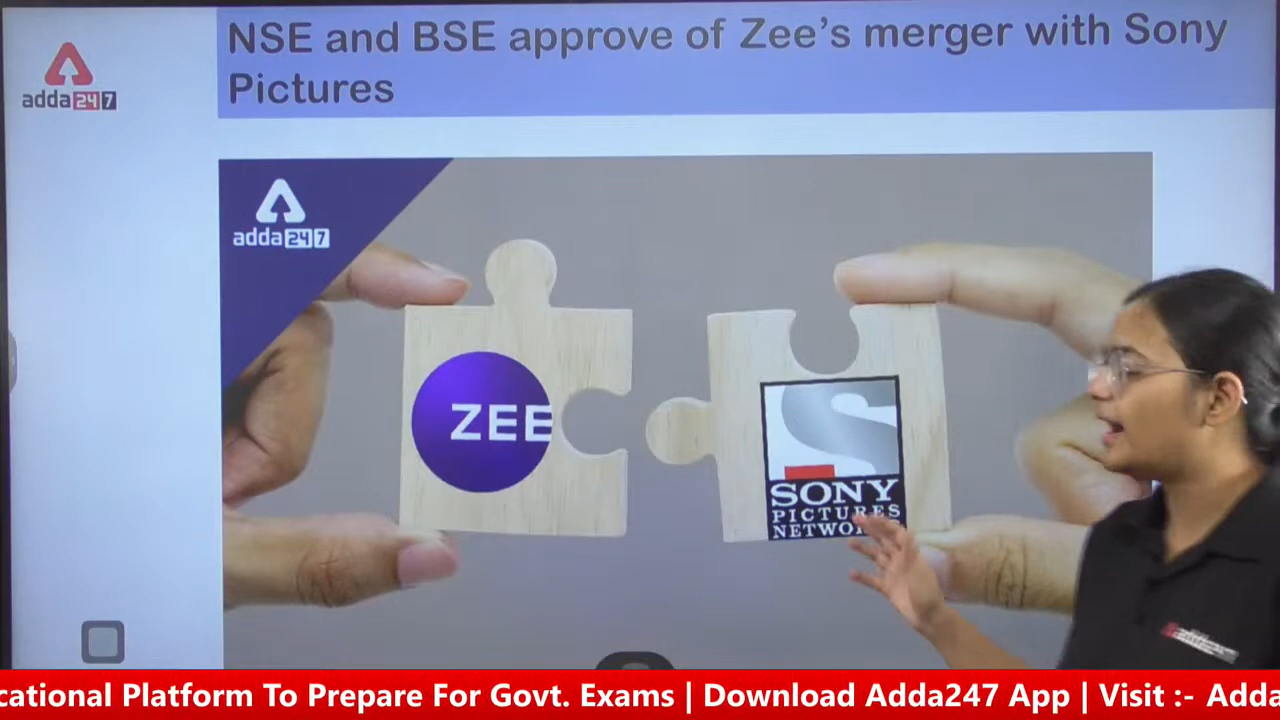 NSE and BSE approve of Zee's merger with Sony
Pictures
adda247
adda247
ZEE
SONY
PICTURES
cational Platform To Prepare For Govt. Exams | Download Adda247 App | Visit :- Adda